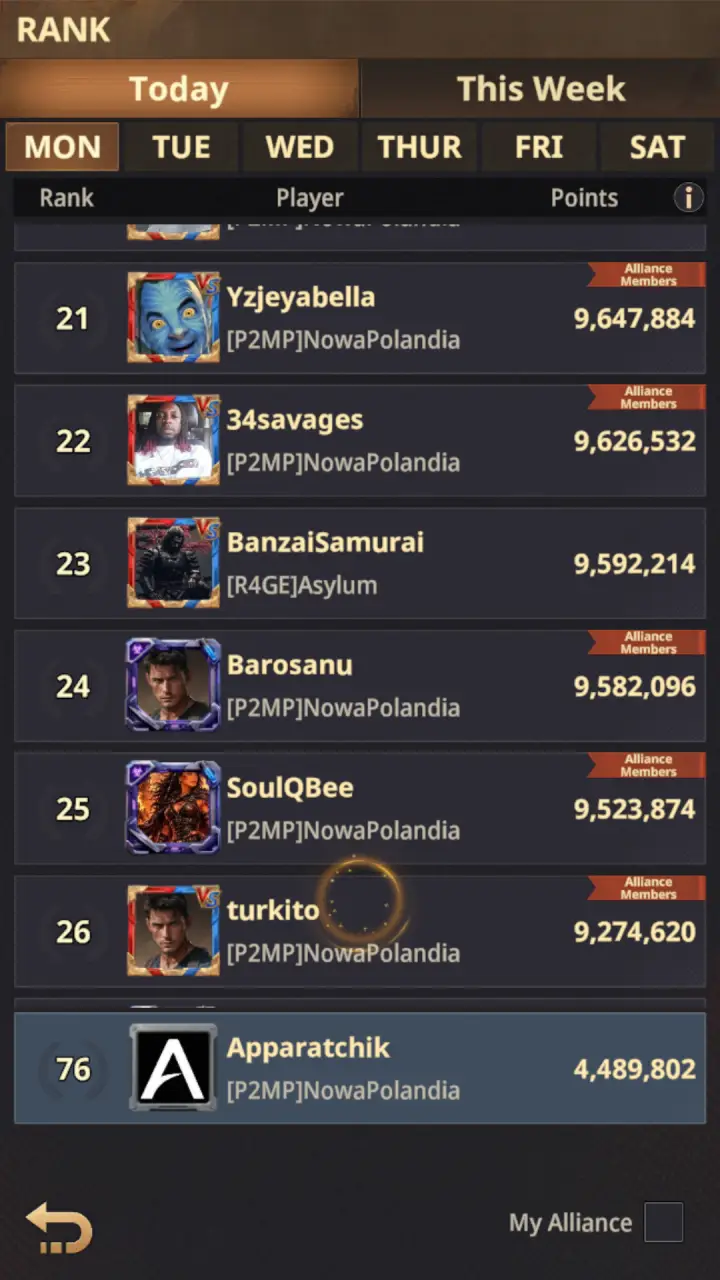 RANK
Today
This Week
MON
TUE
WED
THUR
FRI
SAT
Rank
Player
Points
i
21
Yzjeyabella
[P2MP]NowaPolandia
Alliance
Members
9,647,884
22
34savages
[P2MP]NowaPolandia
Alliance
Members
9,626,532
23
BanzaiSamurai
[R4GE]Asylum
9,592,214
24
Barosanu
[P2MP]NowaPolandia
Alliance
Members
9,582,096
25
SoulQBee
[P2MP]NowaPolandia
Alliance
Members
9,523,874
26
turkito
[P2MP]NowaPolandia
Alliance
Members
9,274,620
76
Apparatchik
[P2MP]NowaPolandia
4,489,802
My Alliance